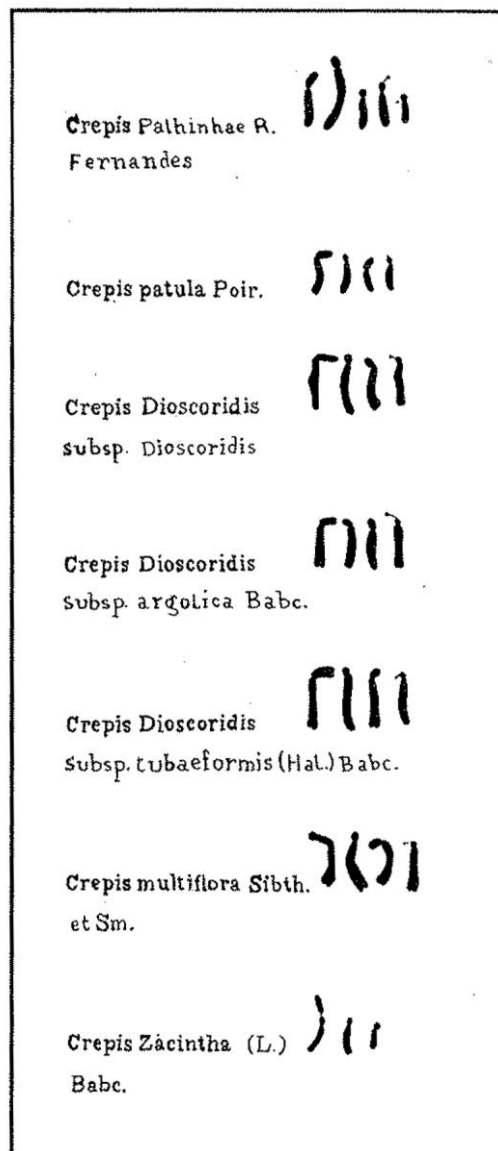 Crepis Palhinhae R.
Fernandes
Crepis patula Poir.
Crepis Dioscoridis
Subsp. Dioscoridis
Crepis Dioscoridis
Subsp. argolica Babc.
Crepis Dioscoridis
Subsp. tubaeformis (Hal.) Babc.
Crepis multiflora Sibth.
et Sm.
Crepis Zacintha (L.)
Babc.